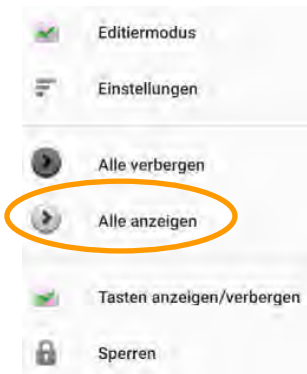 Editiermodus
Einstellungen
Alle verbergen
Alle anzeigen
Tasten anzeigen/verbergen
Sperren